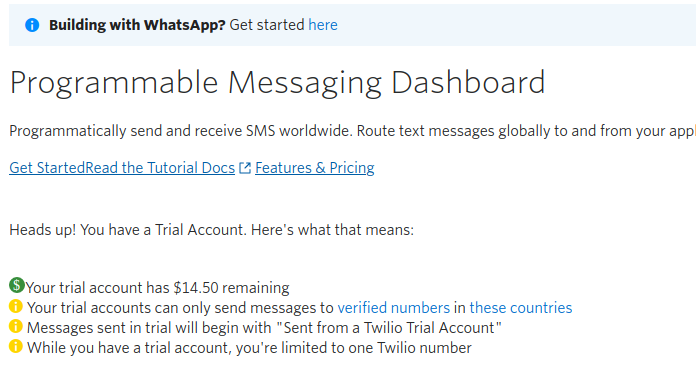 Building with WhatsApp? Get started here
Programmable Messaging Dashboard
Programmatically send and receive SMS worldwide. Route text messages globally to and from your appl
Get StartedRead the Tutorial Docs Features & Pricing
Heads up! You have a Trial Account. Here's what that means:
$Your trial account has $14.50 remaining
Your trial accounts can only send messages to verified numbers in these countries
Messages sent in trial will begin with "Sent from a Twilio Trial Account"
While you have a trial account, you're limited to one Twilio number